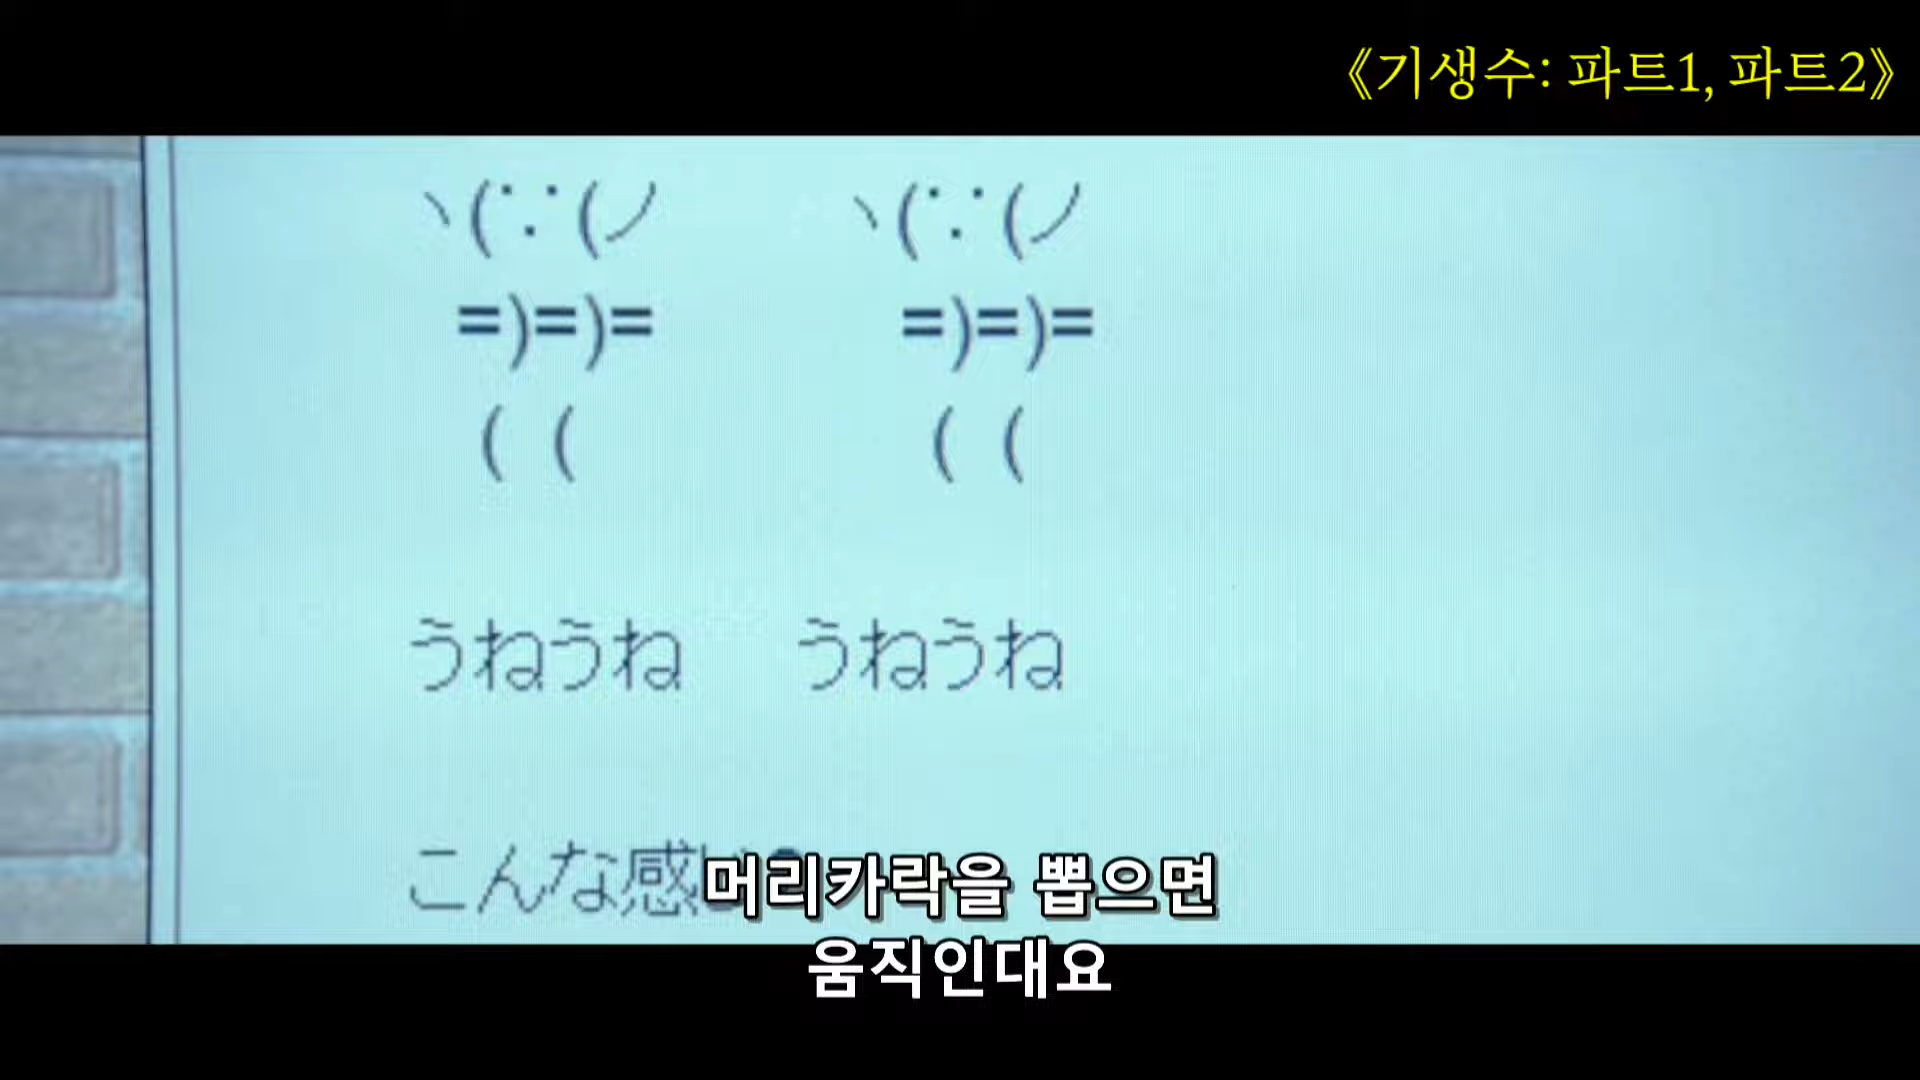 《기생수: 파트1, 파트2》
ヽ(∵(ノ ヽ(∵(ノ
=)=)= =)=)=
( ( ( (
うねうね うねうね
こんな感
머리카락을 뽑으면
움직인대요